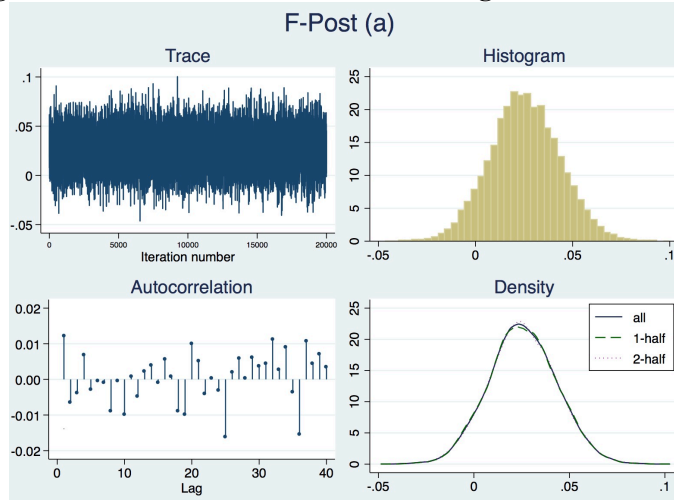 F-Post (a)
Trace
.1
.05
0
-.05
0 5000 10000 15000 20000
Iteration number
Histogram
25
20
15
10
5
0
-.05 0 .05 .1
Autocorrelation
0.02
0.01
0.00
-0.01
-0.02
0 10 20 30 40
Lag
Density
25
20
15
10
5
0
all
1-half
2-half
-.05 0 .05 .1